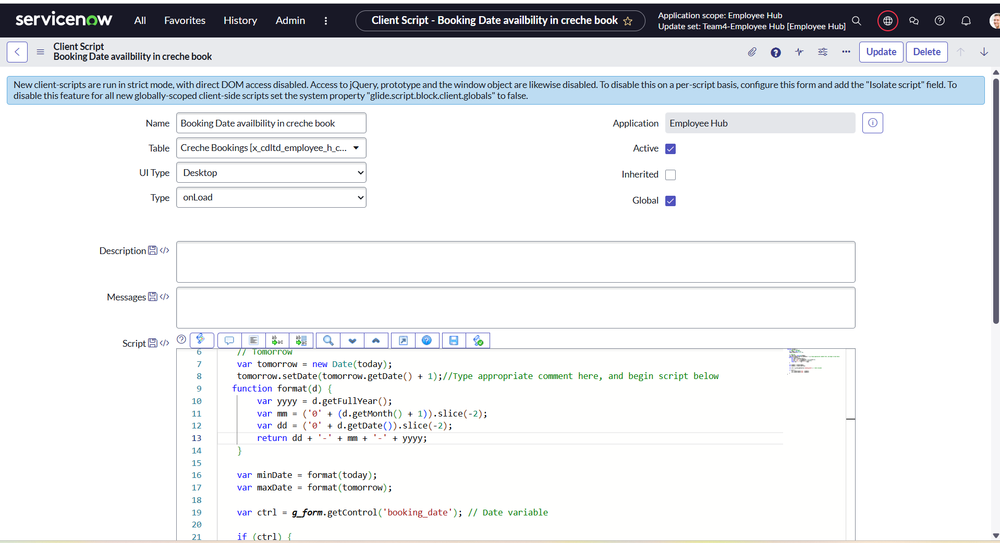 servicenow
All
Favorites
History
Admin
Client Script - Booking Date availbility in creche book
Application scope: Employee Hub
Update set: Team4-Employee Hub [Employee Hub]
Client Script
Booking Date availbility in creche book
Update
Delete
New client-scripts are run in strict mode, with direct DOM access disabled. Access to jQuery, prototype and the window object are likewise disabled. To disable this on a per-script basis, configure this form and add the "Isolate script" field. To
disable this feature for all new globally-scoped client-side scripts set the system property "glide.script.block.client.globals" to false.
Name
Booking Date availbility in creche book
Table
Creche Bookings [x_cdltd_employee_h_c...
UI Type
Desktop
Type
onLoad
Application
Employee Hub
Active
Inherited
Global
Description
Messages
Script
6 // Tomorrow
7 var tomorrow = new Date(today);
8 tomorrow.setDate(tomorrow.getDate() + 1);//Type appropriate comment here, and begin script below
9 function format(d) {
10 var yyyy = d.getFullYear();
11 var mm = ('0' + (d.getMonth() + 1)).slice(-2);
12 var dd = ('0' + d.getDate()).slice(-2);
13 return dd + '-' + mm + '-' + yyyy;
14 }
15
16 var minDate = format(today);
17 var maxDate = format(tomorrow);
18
19 var ctrl = g_form.getControl('booking_date'); // Date variable
20
21 if (ctrl) {